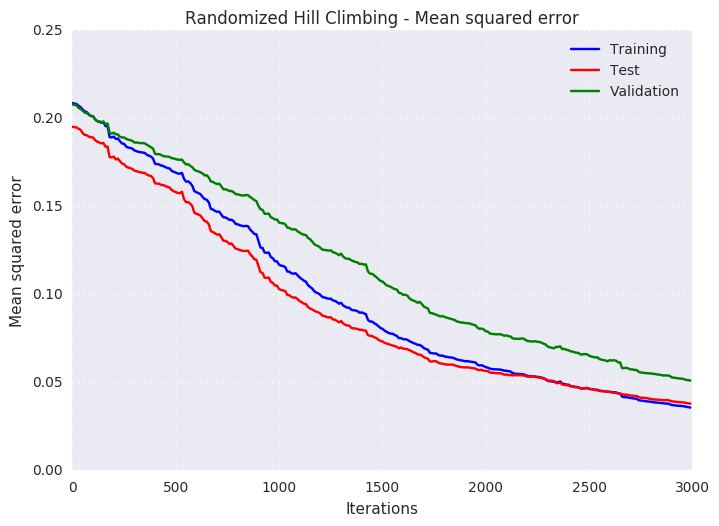 Randomized Hill Climbing - Mean squared error
0.25
0.20
0.15
0.10
0.05
0.00
Mean squared error
Training
Test
Validation
0 500 1000 1500 2000 2500 3000
Iterations